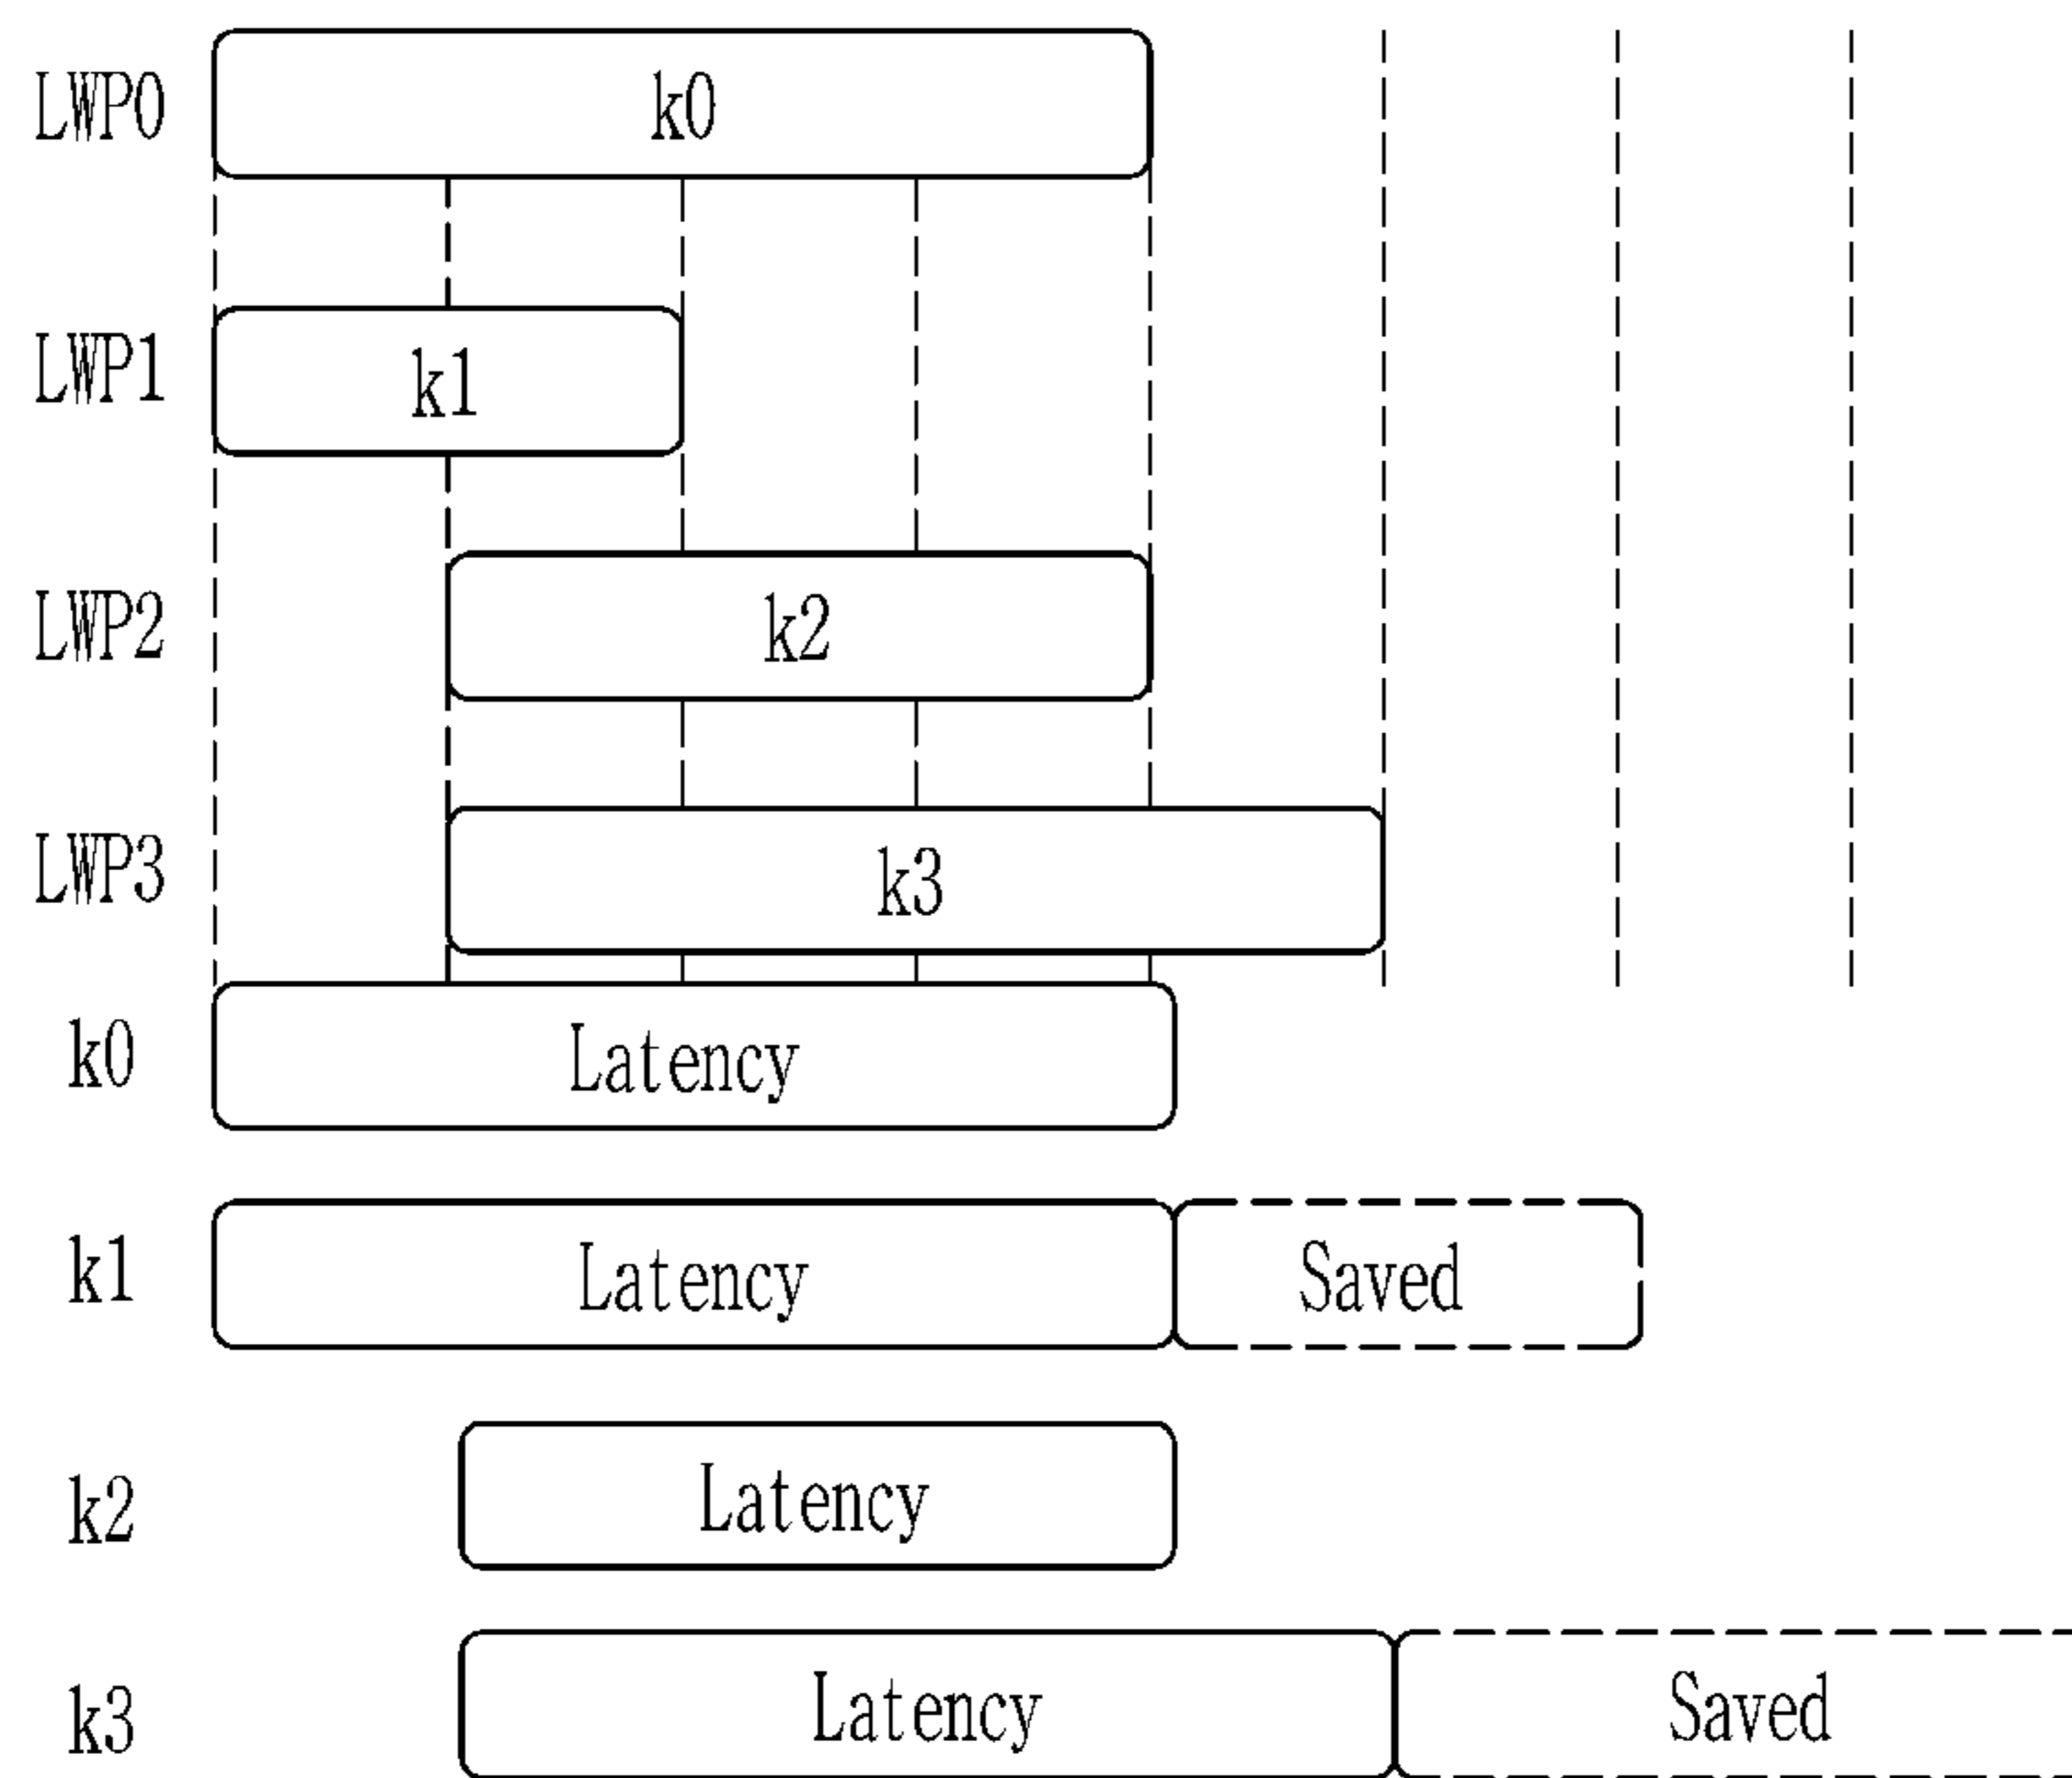 LWP0 k0
LWP1 k1
LWP2 k2
LWP3 k3
k0 Latency
k1 Latency Saved
k2 Latency
k3 Latency Saved